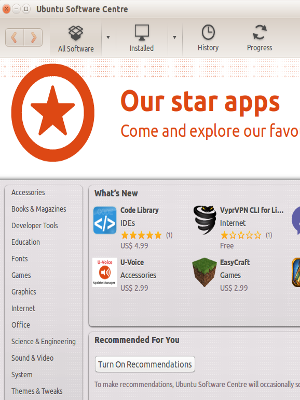 Ubuntu Software Centre
All Software
Installed
History
Progress
Our star apps
Come and explore our favo
Accessories
Books & Magazines
Developer Tools
Education
Fonts
Games
Graphics
Internet
Office
Science & Engineering
Sound & Video
System
Themes & Tweaks
What's New
Code Library
IDEs
(1)
US$ 4.99
VyprVPN CLI for Li...
Internet
(1)
Free
U-Voice
U-Voice
Accessories
US$ 2.99
EasyCraft
Games
US$ 2.99
Recommended For You
Turn On Recommendations
To make recommendations, Ubuntu Software Centre will occasionally s